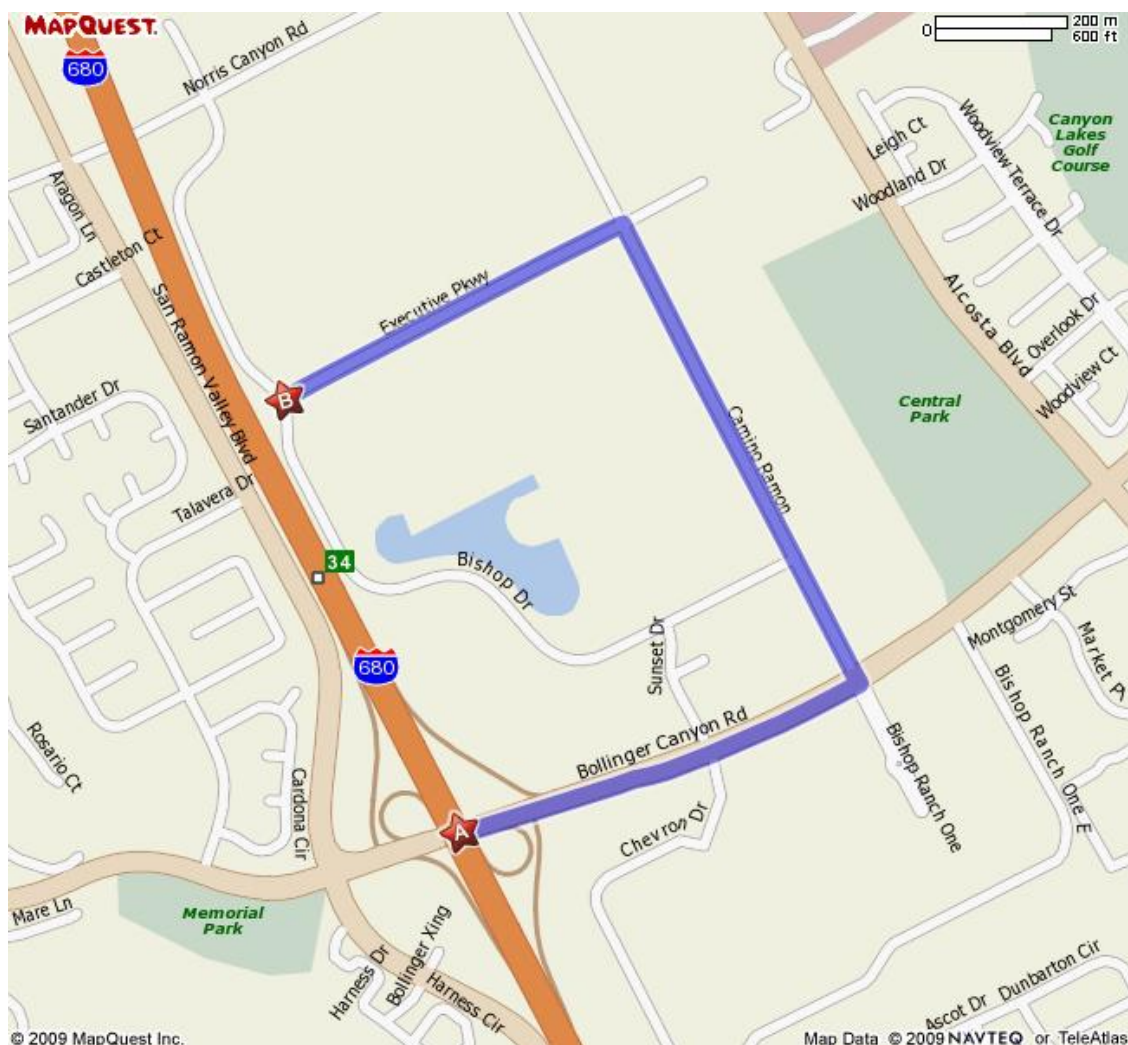 MAPQUEST.
200 m
0
600 ft
680
Norris Canyon Rd
Canyon
Lakes
Golf
Course
Leigh Ct
Woodview Terrace Dr
Woodland Dr
Aragon Ln
Castleton Ct
Executive Pkwy
San Ramon Valley Blvd
Alcosta Blvd
Overlook Dr
Woodview Ct
B
Santander Dr
Central
Park
Camino Ramon
Talavera Dr
34
Bishop Dr
Montgomery St
Market Pl
Sunset Dr
680
Bishop Ranch One E
Bollinger Canyon Rd
Bishop Ranch One
Rosario Ct
Cardona Cir
A
Chevron Dr
Mare Ln
Memorial
Park
Harness Dr
Bollinger Xing
Harness Cir
Ascot Dr
Dunbarton Cir
© 2009 MapQuest Inc.
Map Data © 2009 NAVTEQ or TeleAtlas